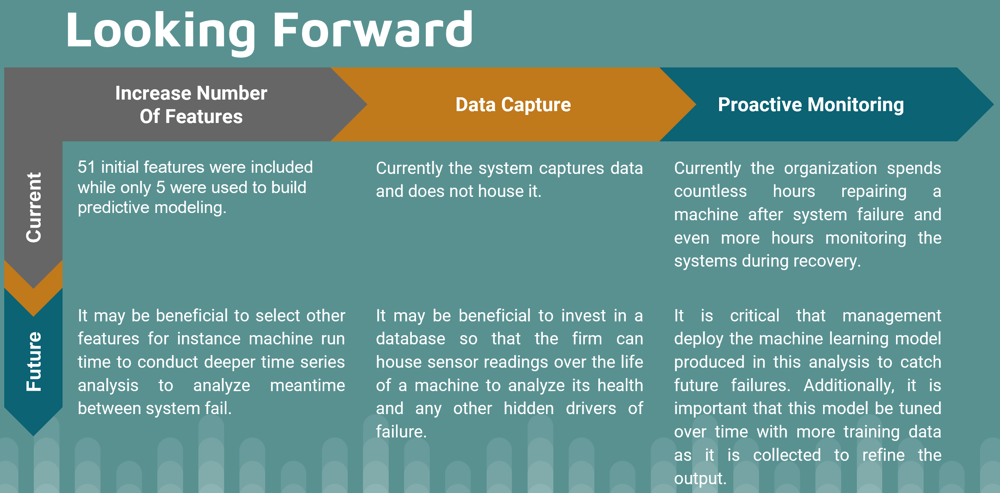 Looking Forward
Increase Number
Of Features
Data Capture
Proactive Monitoring
Current
51 initial features were included
while only 5 were used to build
predictive modeling.
Currently the system captures data
and does not house it.
Currently the organization spends
countless hours repairing a
machine after system failure and
even more hours monitoring the
systems during recovery.
Future
It may be beneficial to select other
features for instance machine run
time to conduct deeper time series
analysis to analyze meantime
between system fail.
It may be beneficial to invest in a
database so that the firm can
house sensor readings over the life
of a machine to analyze its health
and any other hidden drivers of
failure.
It is critical that management
deploy the machine learning model
produced in this analysis to catch
future failures. Additionally, it is
important that this model be tuned
over time with more training data
as it is collected to refine the
output.